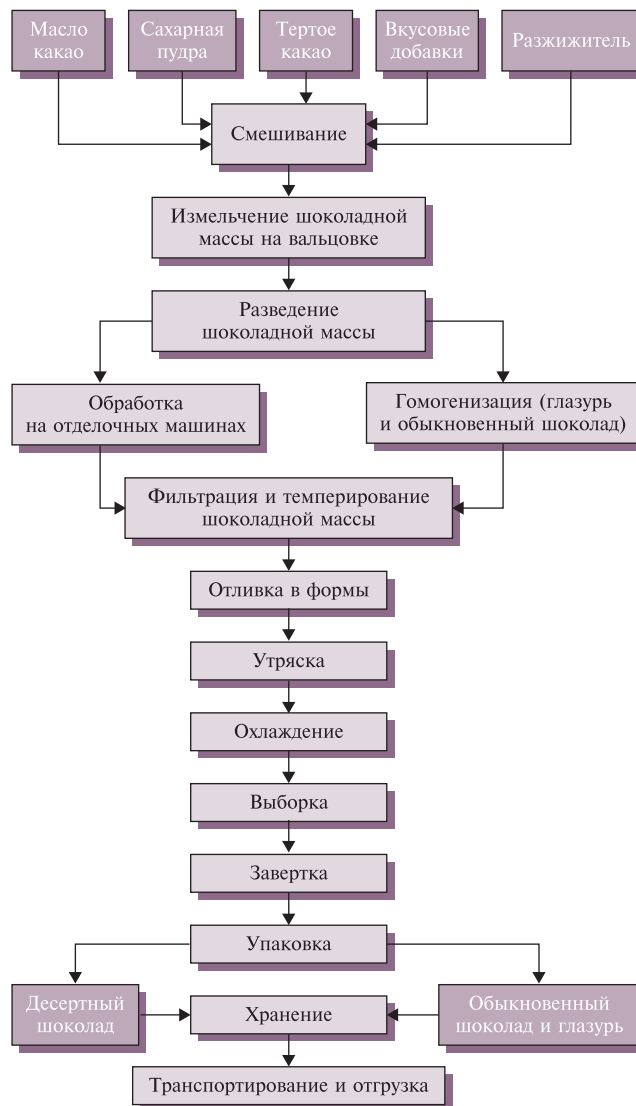 Масло
какао
Сахарная
пудра
Тертое
какао
Вкусовые
добавки
Разжижитель
Смешивание
Измельчение шоколадной
массы на вальцовке
Разведение
шоколадной массы
Обработка
на отделочных машинах
Гомогенизация (глазурь
и обыкновенный шоколад)
Фильтрация и темперирование
шоколадной массы
Отливка в формы
Утряска
Охлаждение
Выборка
Завертка
Упаковка
Десертный
шоколад
Хранение
Обыкновенный
шоколад и глазурь
Транспортирование и отгрузка